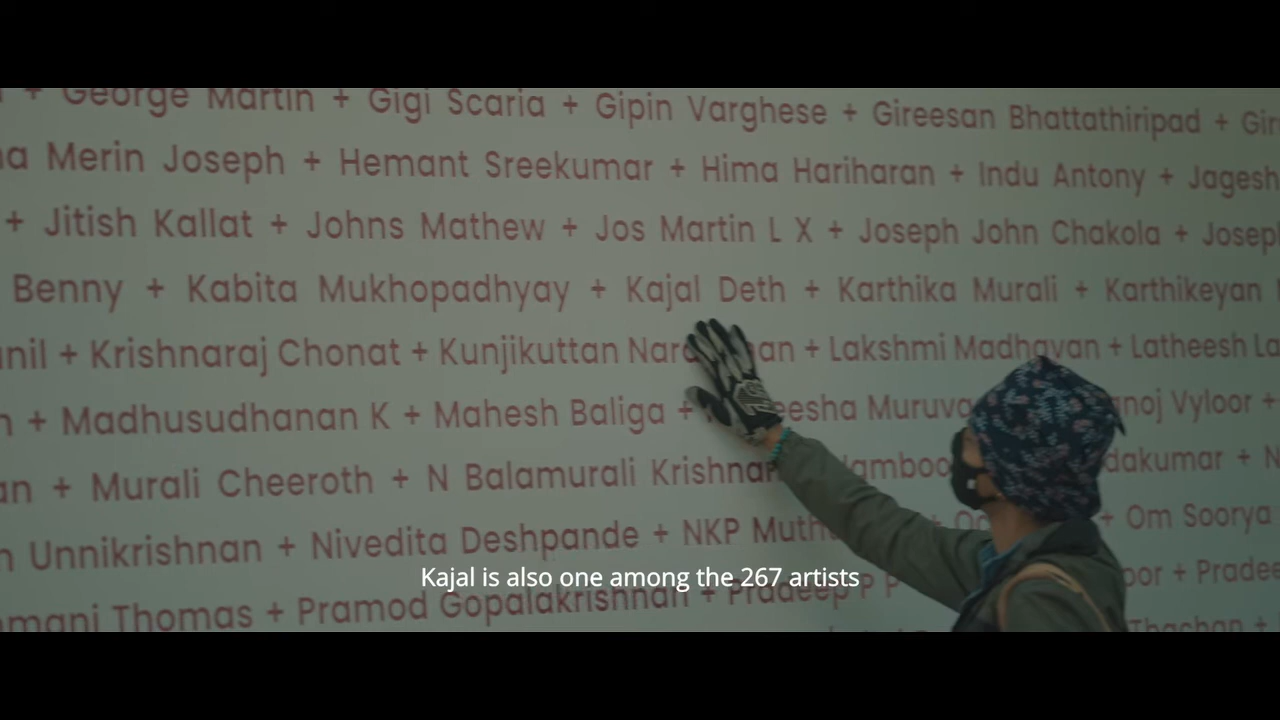 + George Martin + Gigi Scaria + Gipin Varghese + Gireesan Bhattathiripad +
Merin Joseph + Hemant Sreekumar + Hima Hariharan + Indu Antony + Jagesh
+ Jitish Kallat + Johns Mathew + Jos Martin L X + Joseph John Chakola +
Benny + Kabita Mukhopadhyay + Kajal Deth + Karthika Murali + Karthikeyan
+ Krishnaraj Chonat + Kunjikuttan + Lakshmi Madhavan + Latheesh
+ Madhusudhanan K + Mahesh Baliga + Vyloor +
+ Murali Cheeroth + N Balamurali Krishnan +
Unnikrishnan + Nivedita Deshpande + NKP + Om Soorya
Thomas + Pramod Gopalakrishnan + Pradeep P P +
Thachan +
Kajal is also one among the 267 artists